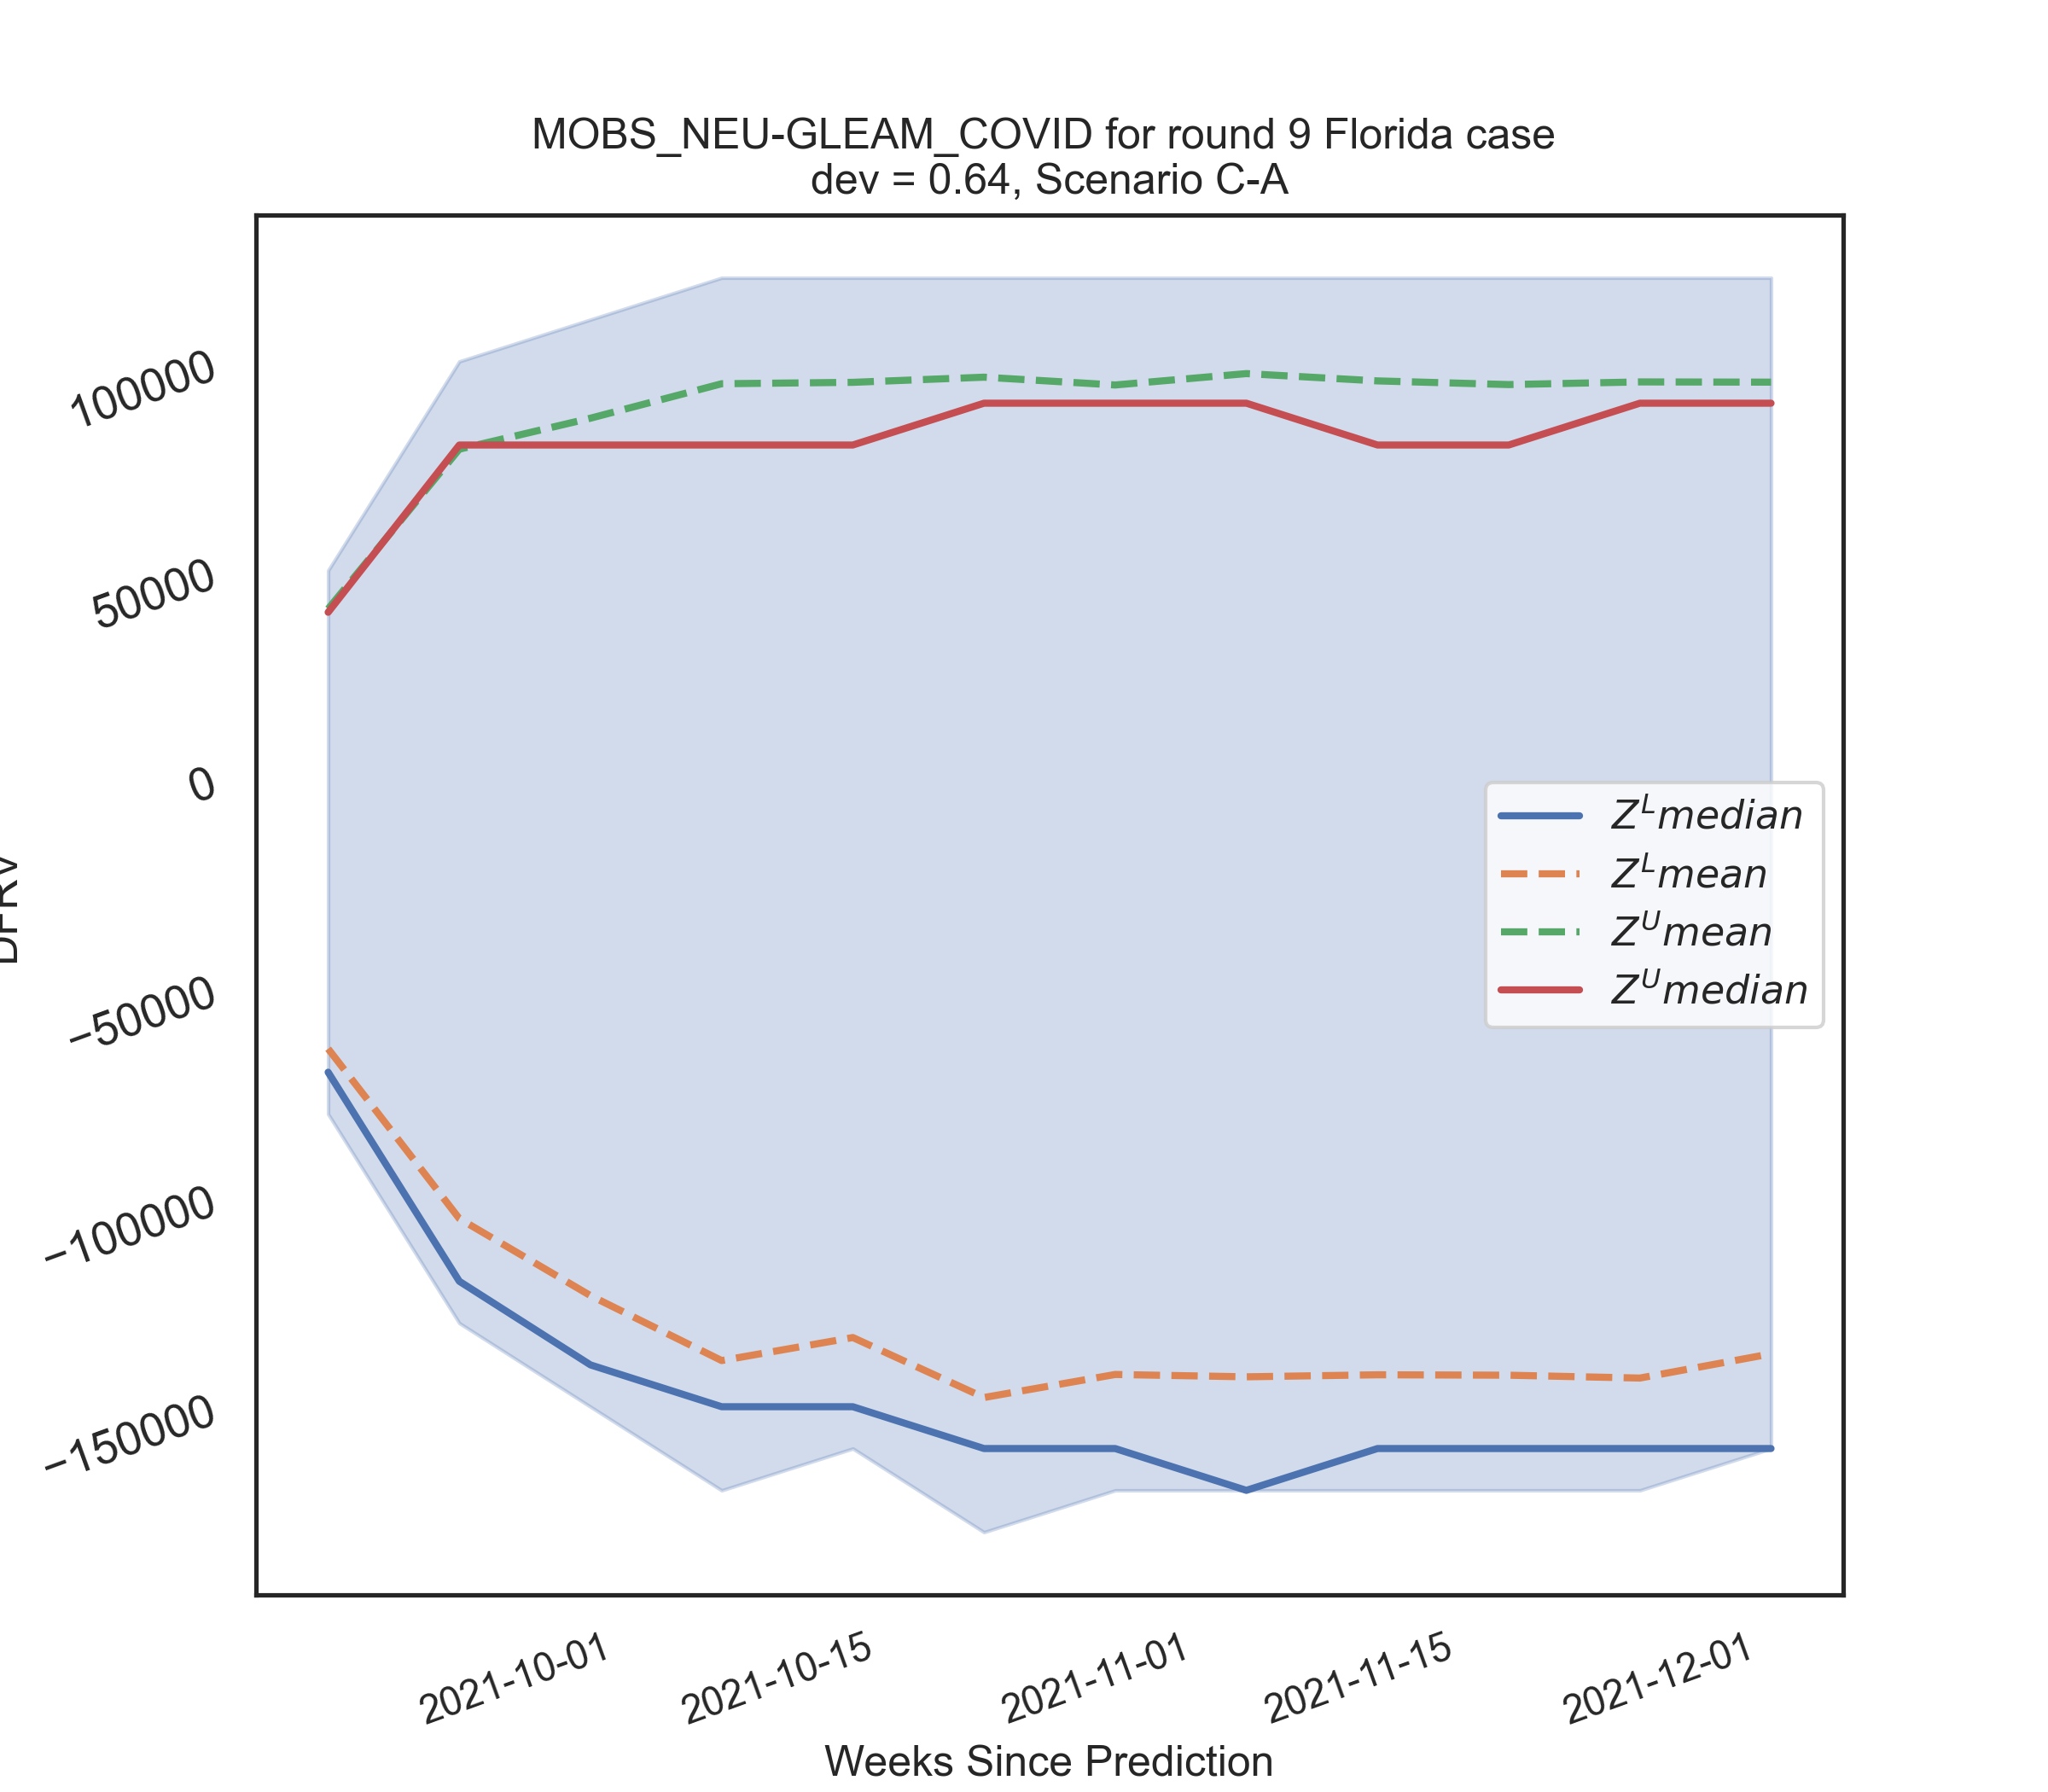 MOBS_NEU-GLEAM_COVID for round 9 Florida case
dev = 0.64, Scenario C-A
100000
50000
0
−50000
−100000
−150000
Z^L median
Z^L mean
Z^U mean
Z^U median
2021-10-01
2021-10-15
2021-11-01
2021-11-15
2021-12-01
Weeks Since Prediction